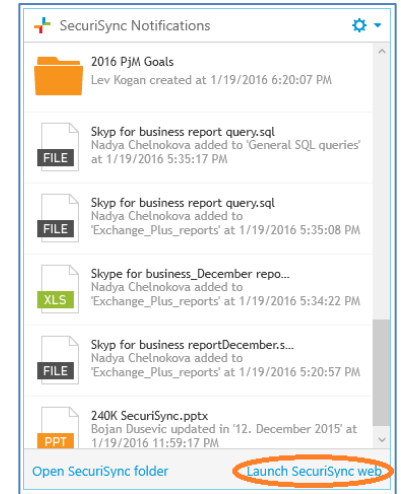 SecuriSync Notifications
2016 PjM Goals
Lev Kogan created at 1/19/2016 6:20:07 PM
Skyp for business report query.sql
Nadya Chelnokova added to 'General SQL queries'
at 1/19/2016 5:35:17 PM
FILE
Skyp for business report query.sql
Nadya Chelnokova added to
'Exchange_Plus_reports' at 1/19/2016 5:35:08 PM
FILE
Skype for business_December repo...
Nadya Chelnokova added to
'Exchange_Plus_reports' at 1/19/2016 5:34:22 PM
XLS
Skyp for business reportDecember.s...
Nadya Chelnokova added to
'Exchange_Plus_reports' at 1/19/2016 5:20:57 PM
FILE
240K SecuriSync.pptx
Bojan Dusevic updated in '12. December 2015' at
1/19/2016 11:59:17 PM
PPT
Open SecuriSync folder
Launch SecuriSync web